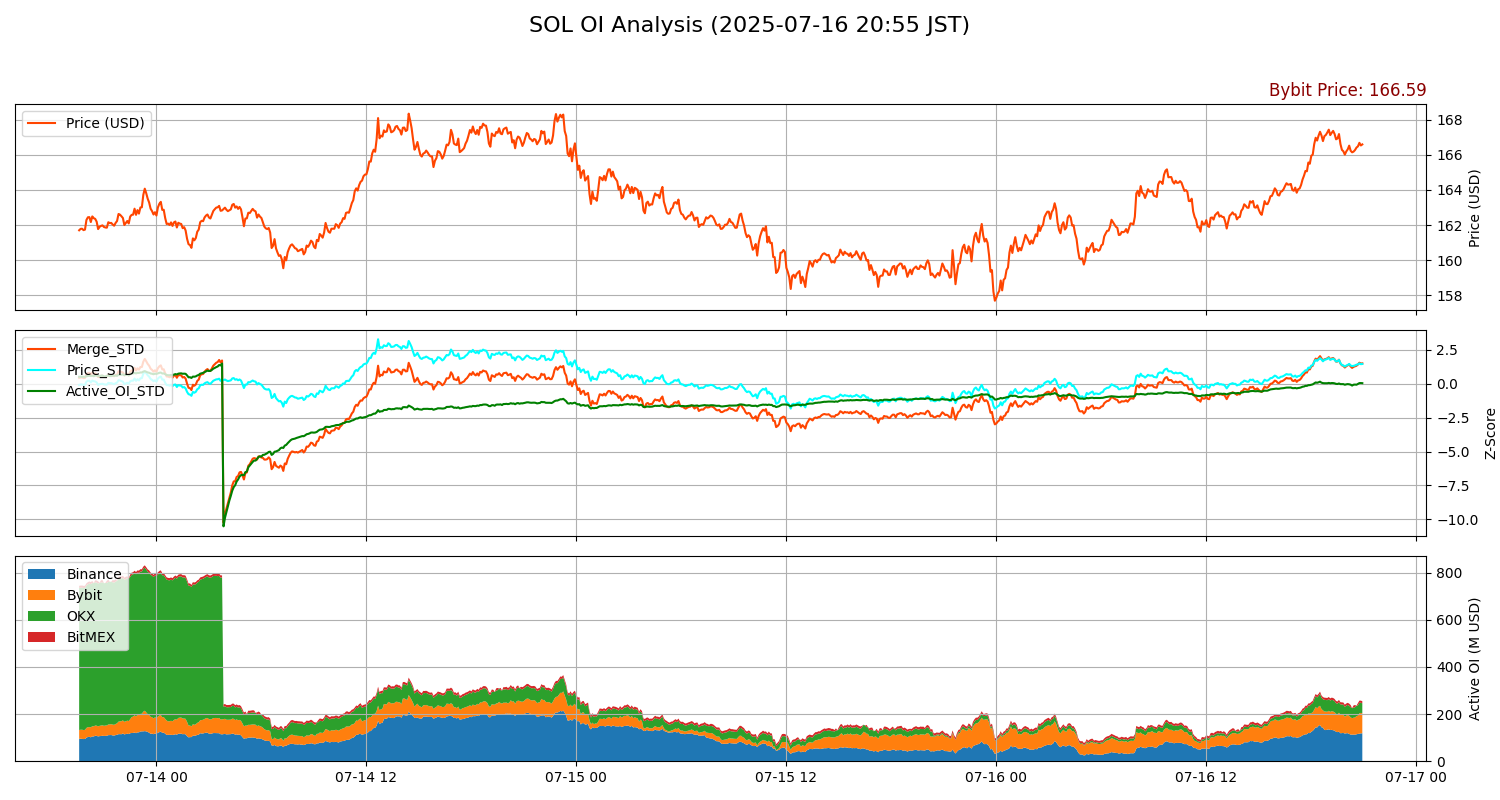 SOL OI Analysis (2025-07-16 20:55 JST)
Bybit Price: 166.59
Price (USD)
168
166
164
162
160
158
Price (USD)
Merge_STD
Price_STD
Active_OI_STD
2.5
0.0
−2.5
−5.0
−7.5
−10.0
Z-Score
Binance
Bybit
OKX
BitMEX
800
600
400
200
0
Active OI (M USD)
07-14 00
07-14 12
07-15 00
07-15 12
07-16 00
07-16 12
07-17 00